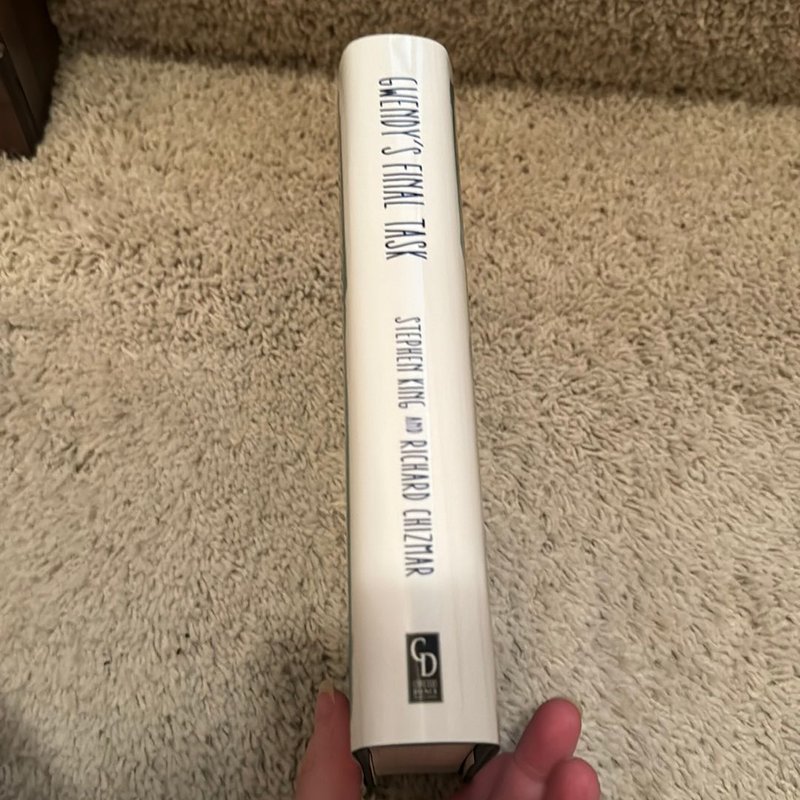 GWENDY'S FINAL TASK
STEPHEN KING AND RICHARD CHIZMAR
CD